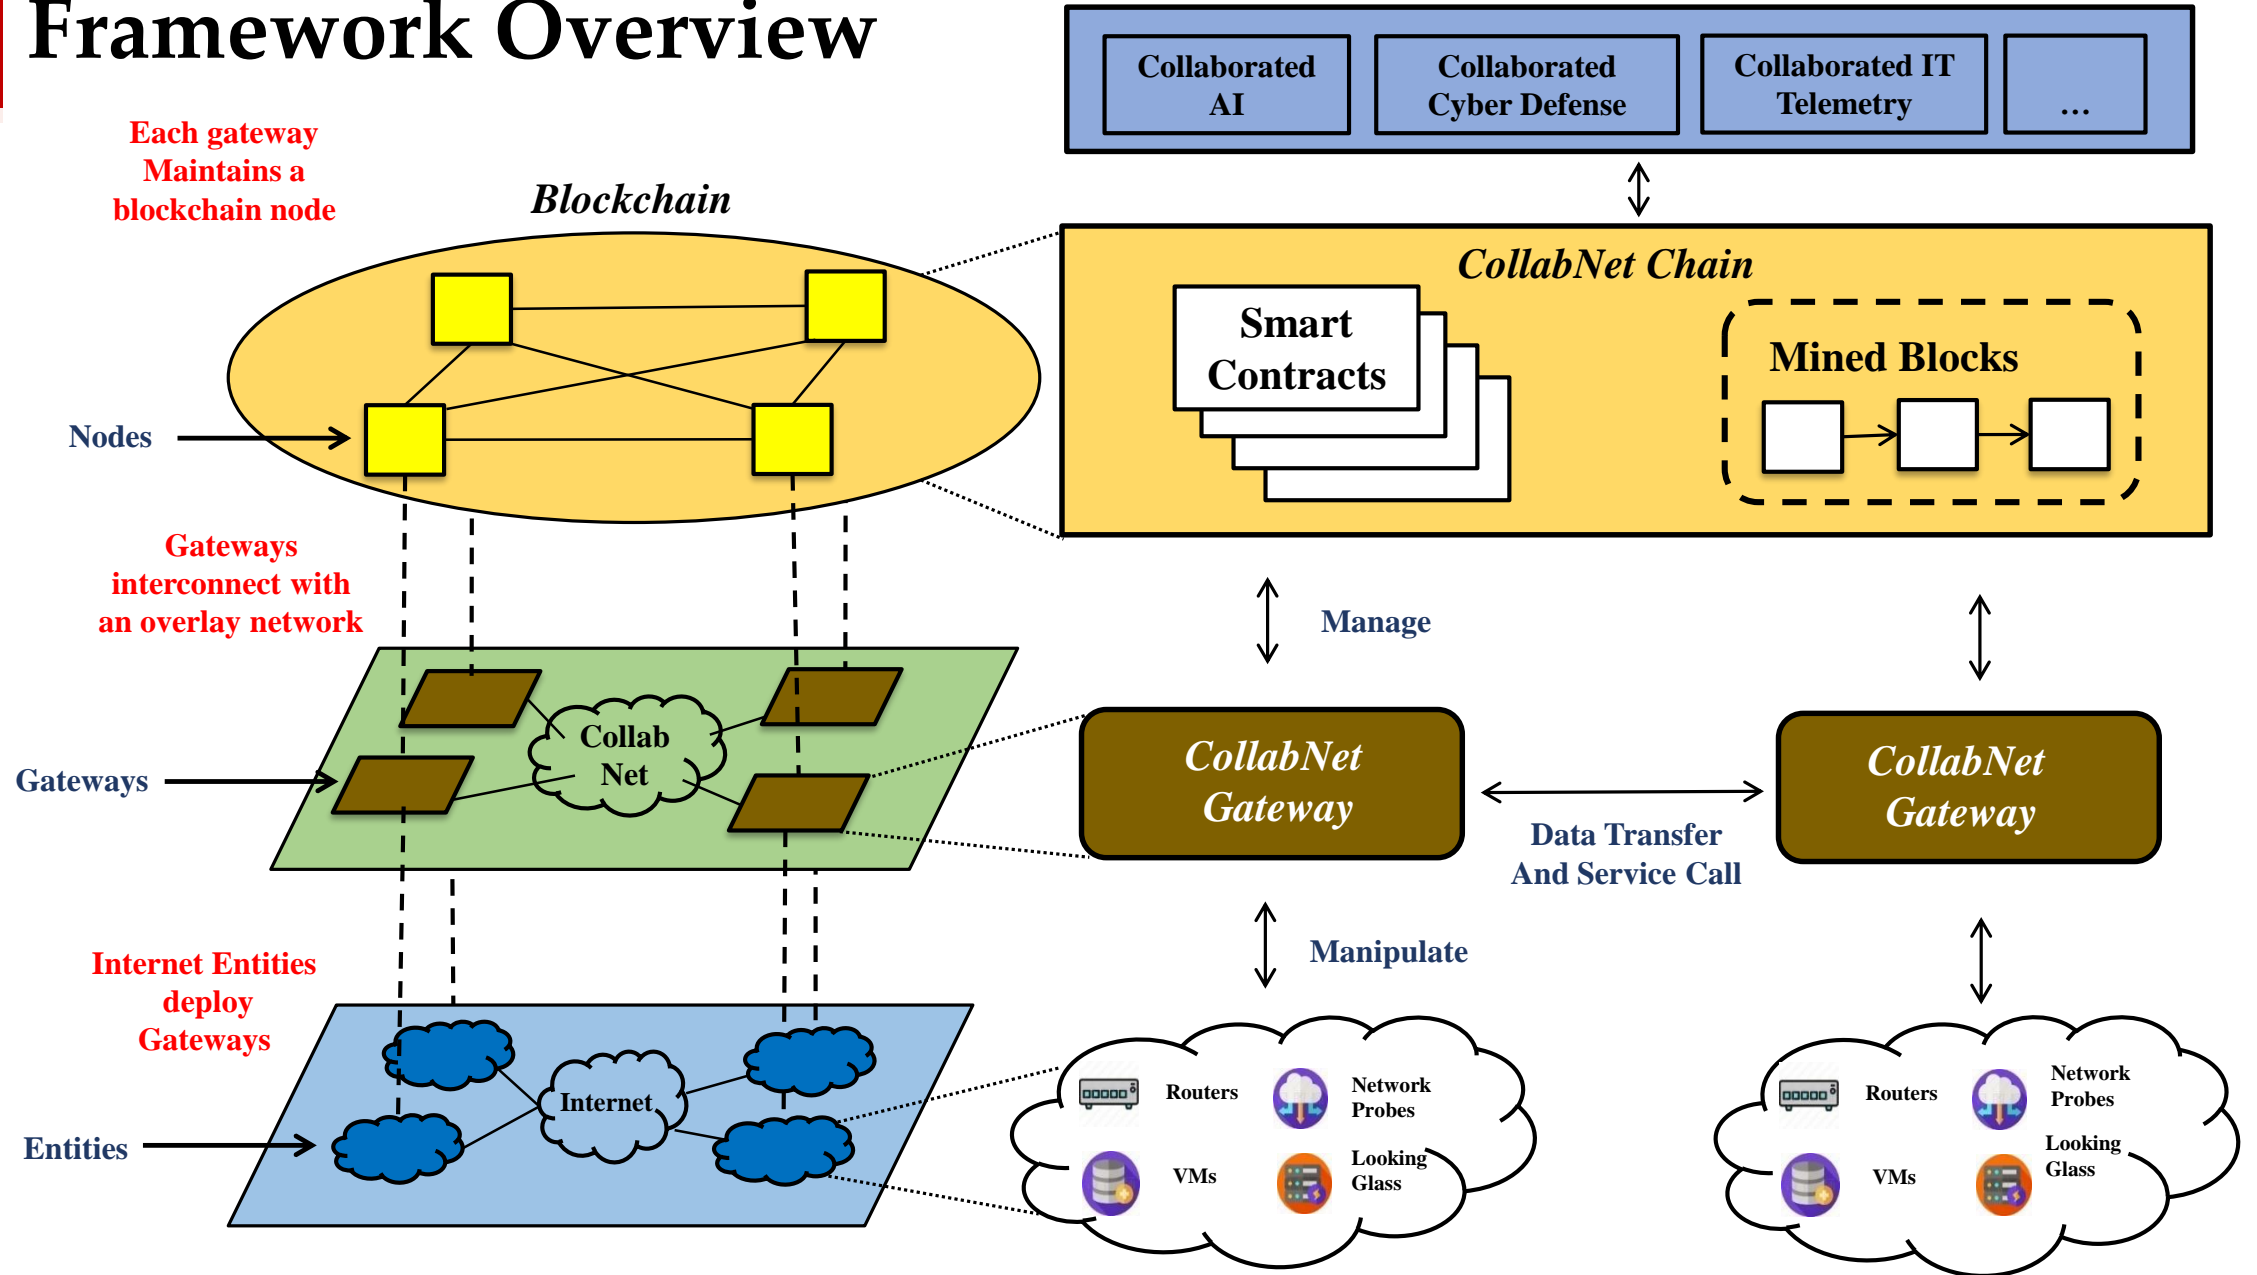 Framework Overview
Collaborated
AI
Collaborated
Cyber Defense
Collaborated IT
Telemetry
...
Each gateway
Maintains a
blockchain node
Blockchain
CollabNet Chain
Smart
Contracts
Mined Blocks
Nodes
Gateways
interconnect with
an overlay network
Manage
Collab
Net
Gateways
CollabNet
Gateway
Data Transfer
And Service Call
CollabNet
Gateway
Internet Entities
deploy
Gateways
Manipulate
Internet
Entities
Routers
Network
Probes
VMs
Looking
Glass
Routers
Network
Probes
VMs
Looking
Glass